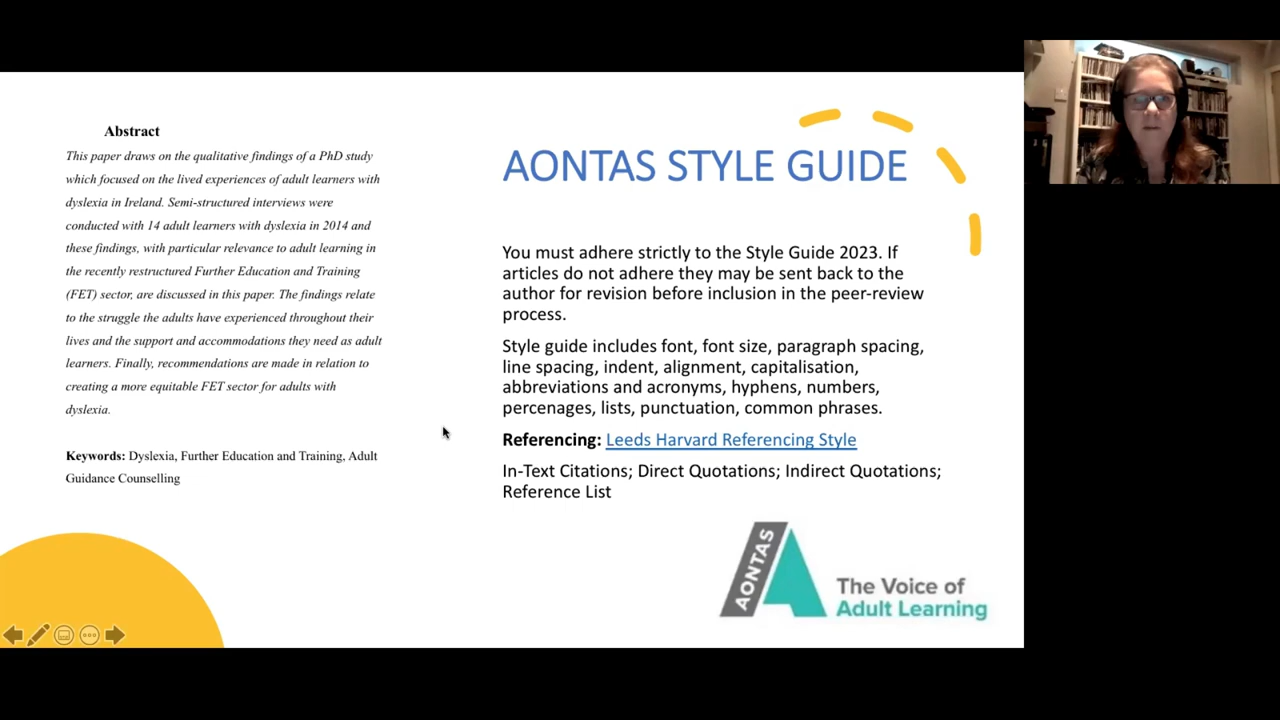 Abstract
This paper draws on the qualitative findings of a PhD study
which focused on the lived experiences of adult learners with
dyslexia in Ireland. Semi-structured interviews were
conducted with 14 adult learners with dyslexia in 2014 and
these findings, with particular relevance to adult learning in
the recently restructured Further Education and Training
(FET) sector, are discussed in this paper. The findings relate
to the struggle the adults have experienced throughout their
lives and the support and accommodations they need as adult
learners. Finally, recommendations are made in relation to
creating a more equitable FET sector for adults with
dyslexia.
Keywords: Dyslexia, Further Education and Training, Adult
Guidance Counselling
AONTAS STYLE GUIDE
You must adhere strictly to the Style Guide 2023. If
articles do not adhere they may be sent back to the
author for revision before inclusion in the peer-review
process.
Style guide includes font, font size, paragraph spacing,
line spacing, indent, alignment, capitalisation,
abbreviations and acronyms, hyphens, numbers,
percenages, lists, punctuation, common phrases.
Referencing: Leeds Harvard Referencing Style
In-Text Citations; Direct Quotations; Indirect Quotations;
Reference List
AONTAS
The Voice of
Adult Learning